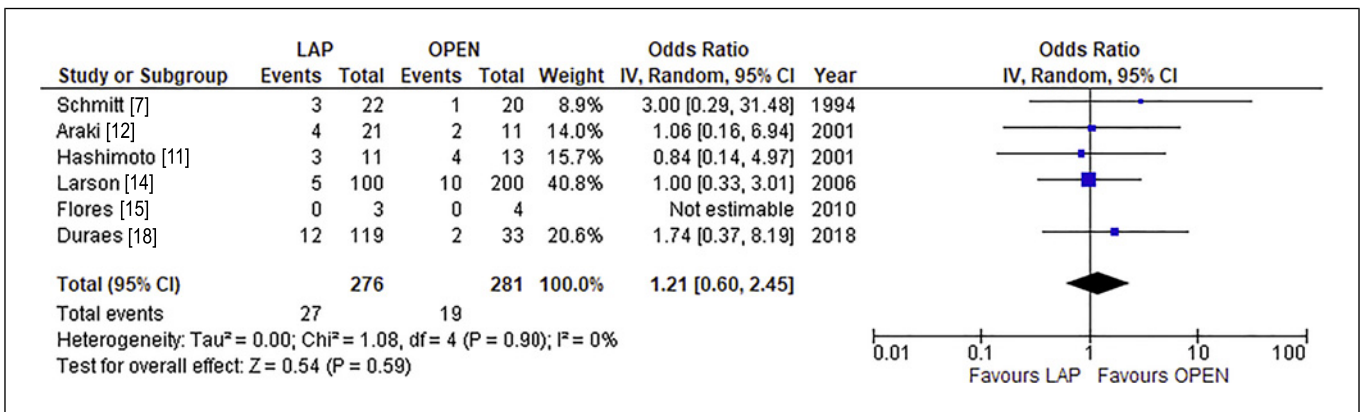 LAP OPEN Odds Ratio Odds Ratio
Study or Subgroup Events Total Events Total Weight IV, Random, 95% CI Year IV, Random, 95% CI
Schmitt [7] 3 22 1 20 8.9% 3.00 [0.29, 31.48] 1994
Araki [12] 4 21 2 11 14.0% 1.06 [0.16, 6.94] 2001
Hashimoto [11] 3 11 4 13 15.7% 0.84 [0.14, 4.97] 2001
Larson [14] 5 100 10 200 40.8% 1.00 [0.33, 3.01] 2006
Flores [15] 0 3 0 4 Not estimable 2010
Duraes [18] 12 119 2 33 20.6% 1.74 [0.37, 8.19] 2018
Total (95% CI) 276 281 100.0% 1.21 [0.60, 2.45]
Total events 27 19
Heterogeneity: Tau² = 0.00; Chi² = 1.08, df = 4 (P = 0.90); I² = 0%
Test for overall effect: Z = 0.54 (P = 0.59)
0.01 0.1 1 10 100
Favours LAP Favours OPEN